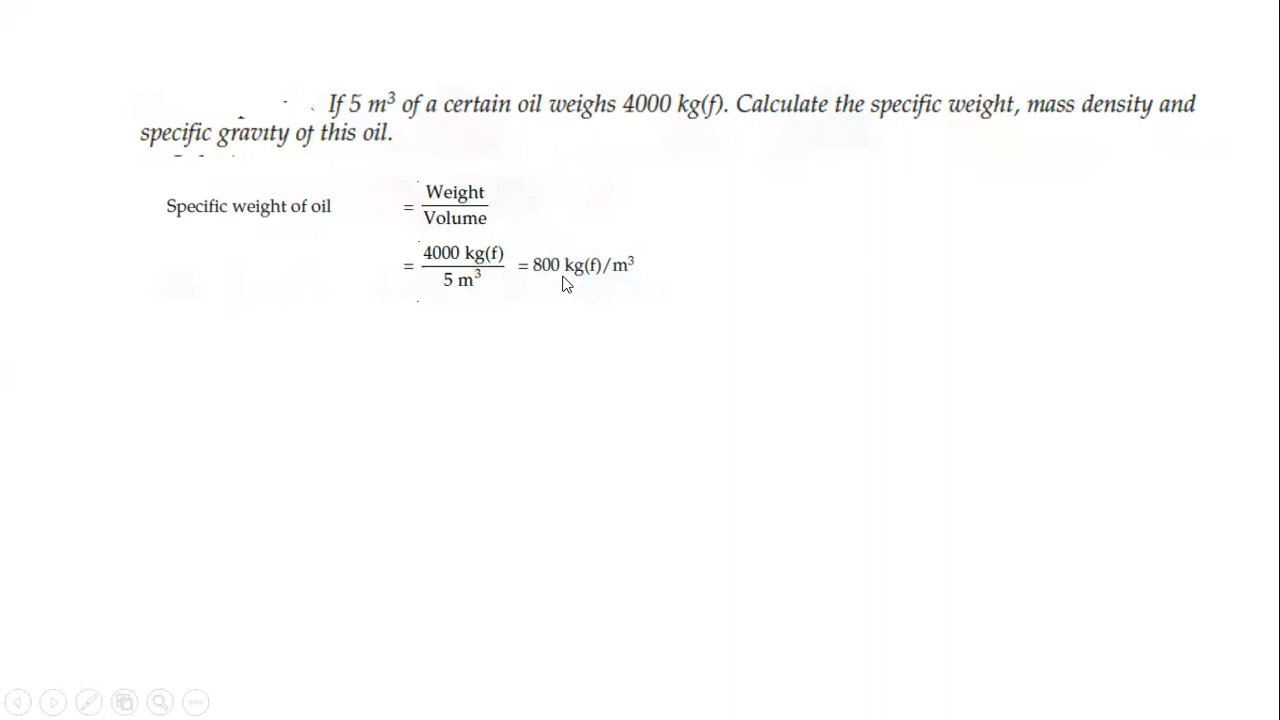 If 5 m³ of a certain oil weighs 4000 kg(f). Calculate the specific weight, mass density and
specific gravity of this oil.
Specific weight of oil = Weight / Volume
= 4000 kg(f) / 5 m³ = 800 kg(f)/m³